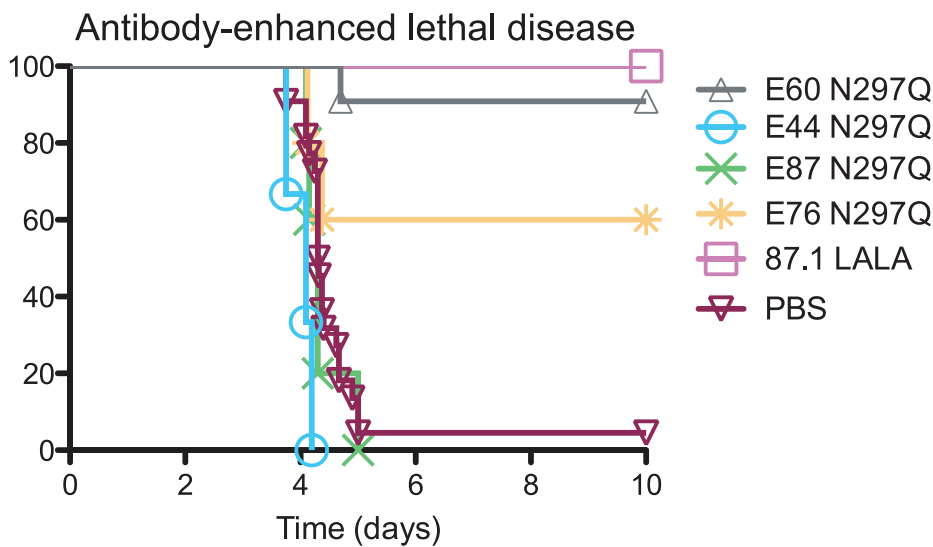 Antibody-enhanced lethal disease
100
80
60
40
20
0
0 2 4 6 8 10
Time (days)
E60 N297Q
E44 N297Q
E87 N297Q
E76 N297Q
87.1 LALA
PBS